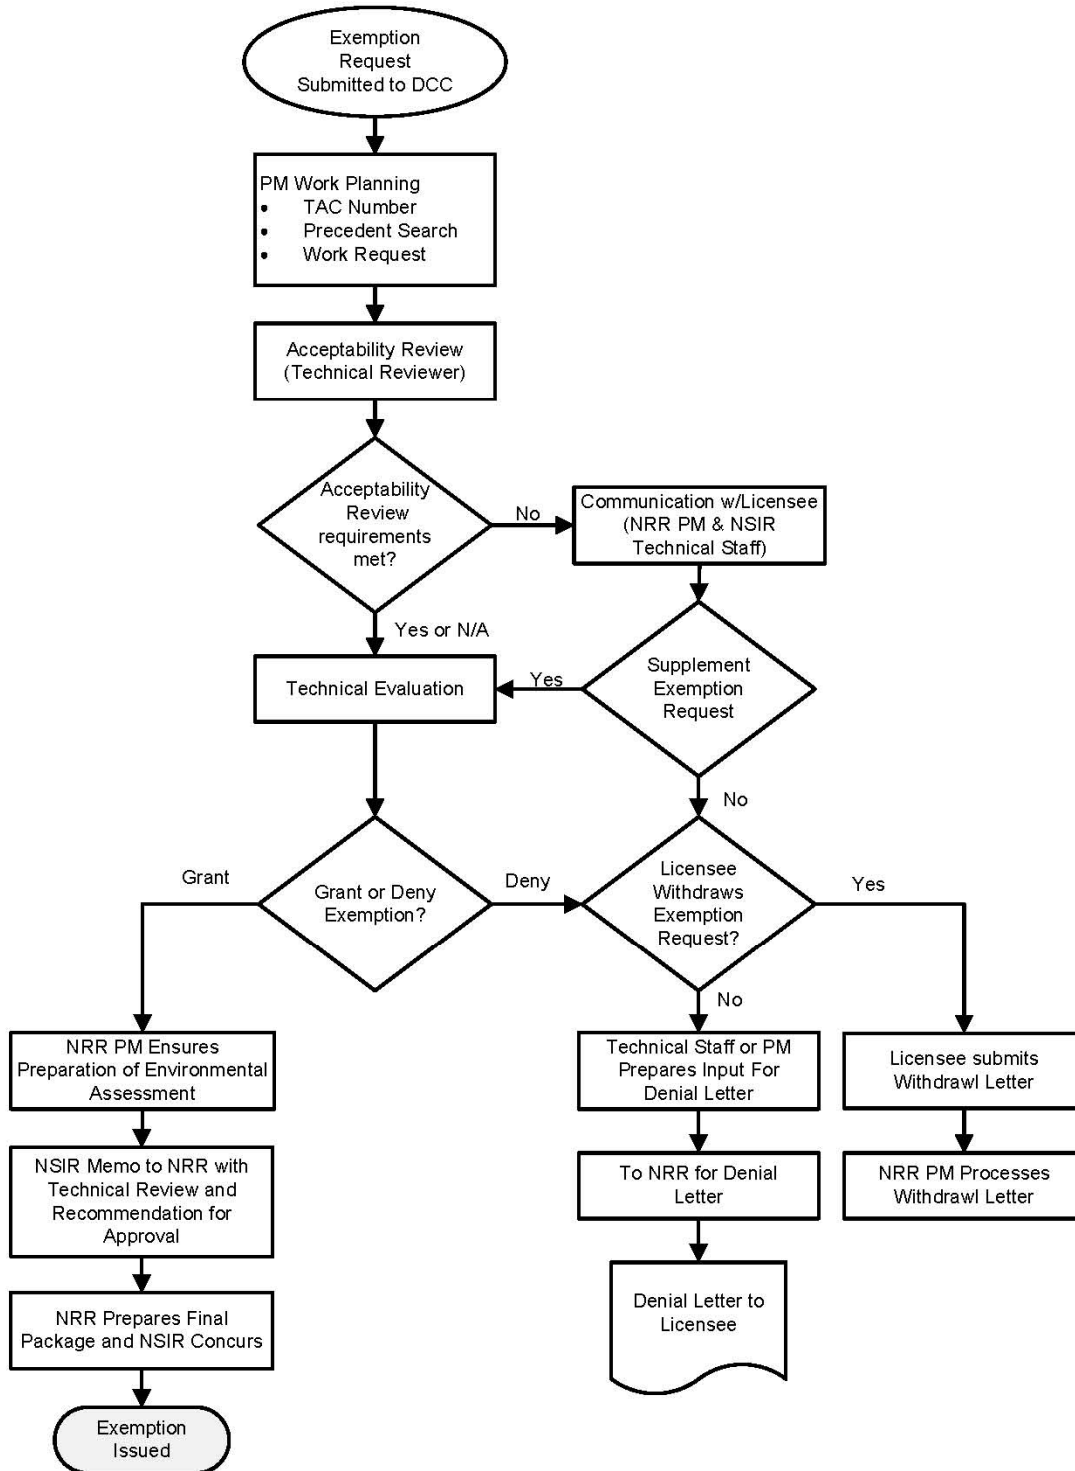 Exemption
Request
Submitted to DCC
PM Work Planning
• TAC Number
• Precedent Search
• Work Request
Acceptability Review
(Technical Reviewer)
Acceptability
Review
requirements
met?
No
Communication w/Licensee
(NRR PM & NSIR
Technical Staff)
Yes or N/A
Technical Evaluation
Yes
Supplement
Exemption
Request
No
Grant
Grant or Deny
Exemption?
Deny
Licensee
Withdraws
Exemption
Request?
Yes
No
NRR PM Ensures
Preparation of Environmental
Assessment
Technical Staff or PM
Prepares Input For
Denial Letter
Licensee submits
Withdrawl Letter
NSIR Memo to NRR with
Technical Review and
Recommendation for
Approval
To NRR for Denial
Letter
NRR PM Processes
Withdrawl Letter
NRR Prepares Final
Package and NSIR Concurs
Denial Letter to
Licensee
Exemption
Issued